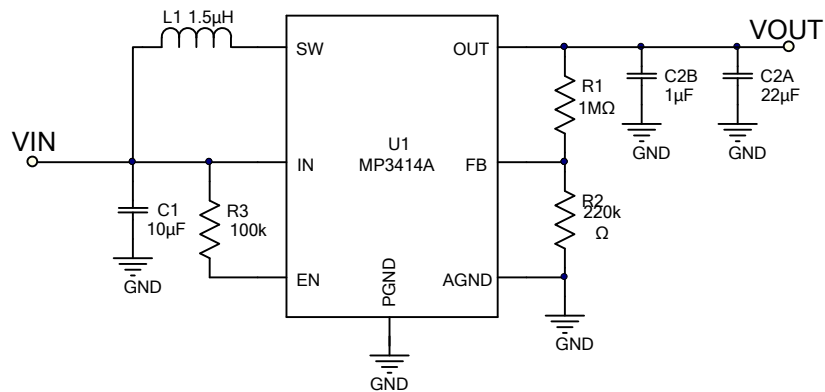 L1 1.5µH
SW
OUT
VOUT
R1
1MΩ
C2B
1µF
C2A
22µF
GND
GND
VIN
U1
MP3414A
IN
FB
C1
10µF
R3
100k
R2
220k
Ω
GND
EN
PGND
AGND
GND
GND